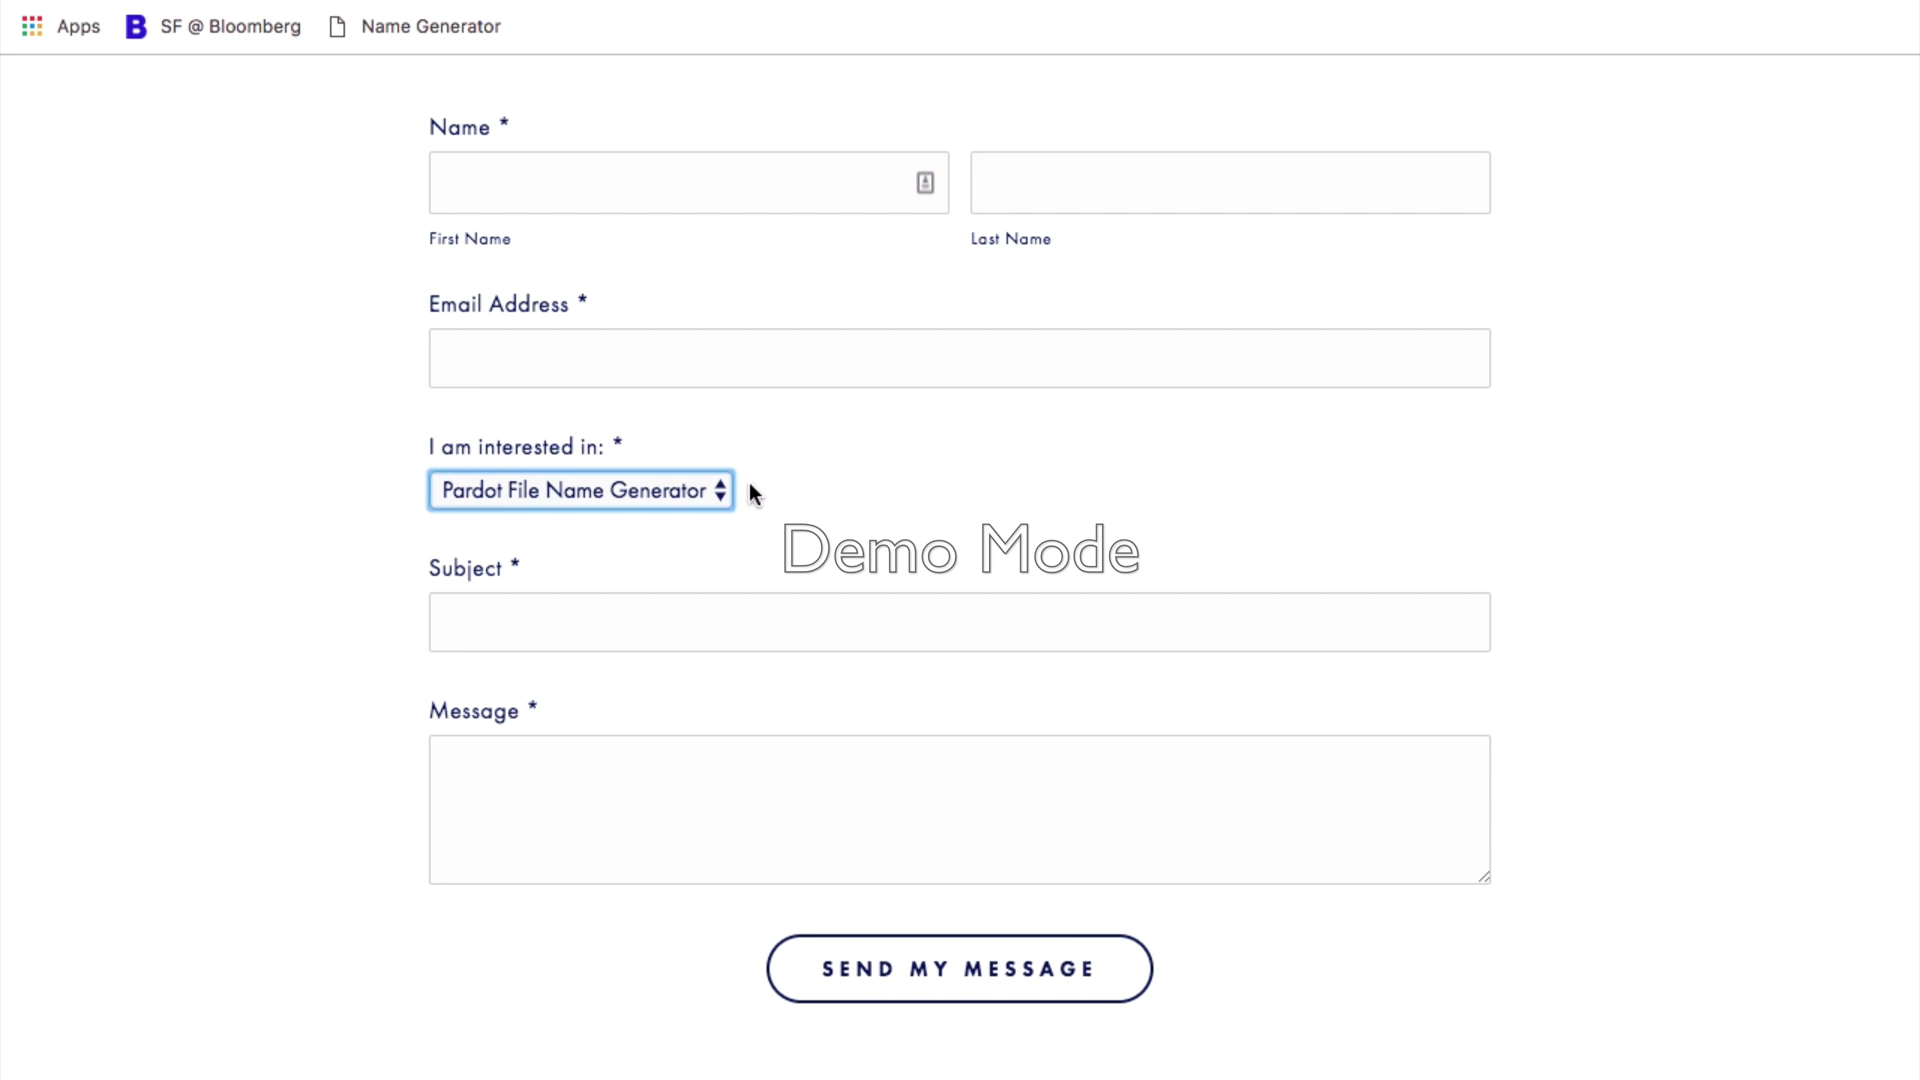 Apps SF @ Bloomberg Name Generator
Name *
First Name Last Name
Email Address *
I am interested in: *
Pardot File Name Generator
Demo Mode
Subject *
Message *
SEND MY MESSAGE